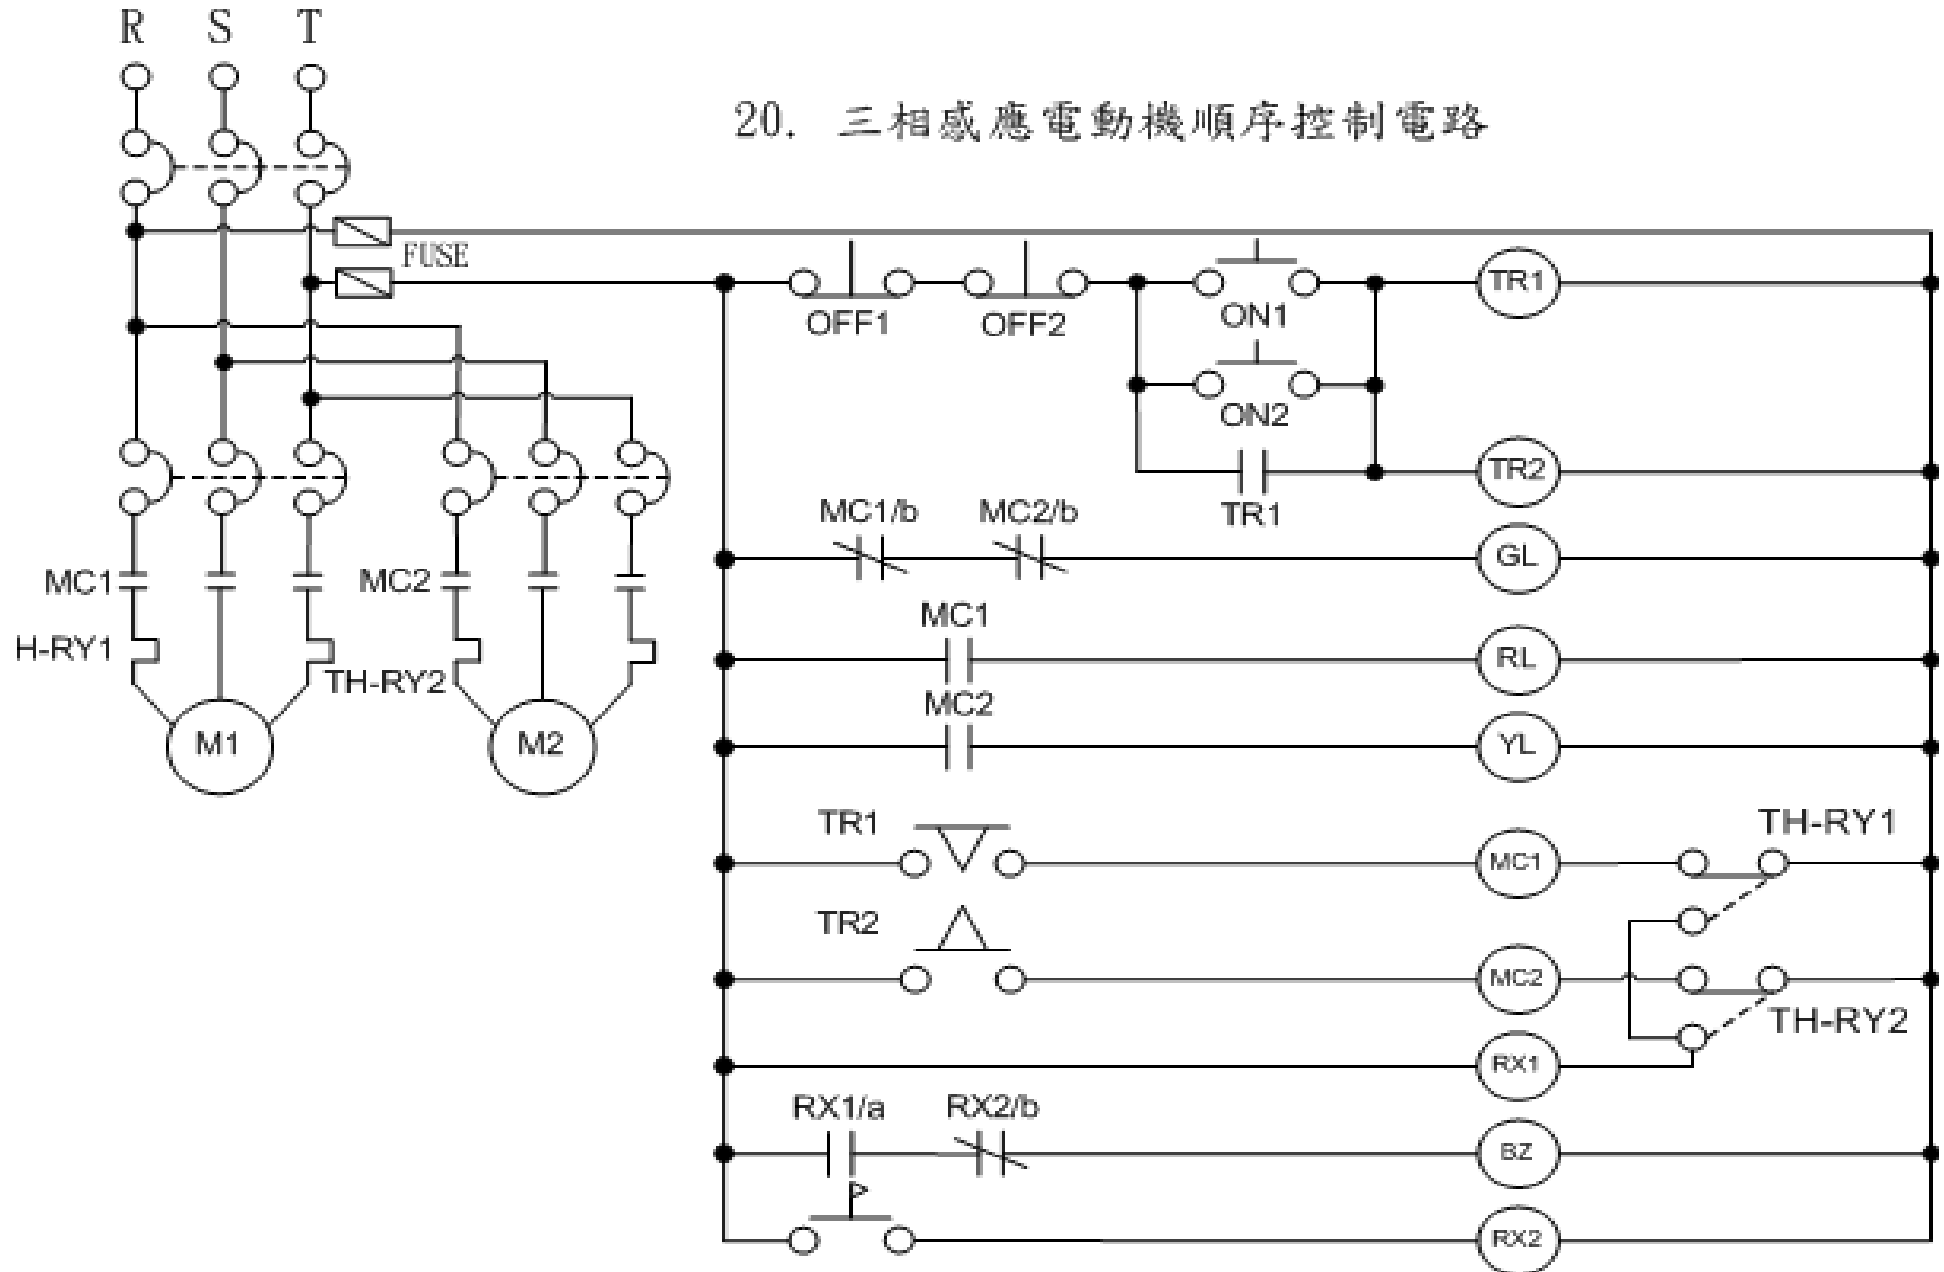 R S T
20. 三相感應電動機順序控制電路
FUSE
OFF1 OFF2 ON1 TR1
ON2
TR1 TR2
MC1/b MC2/b GL
MC1 MC2
MC1 RL
H-RY1 TH-RY2
MC2 YL
M1 M2
TR1 MC1 TH-RY1
TR2 MC2 TH-RY2
RX1
RX1/a RX2/b BZ
RX2